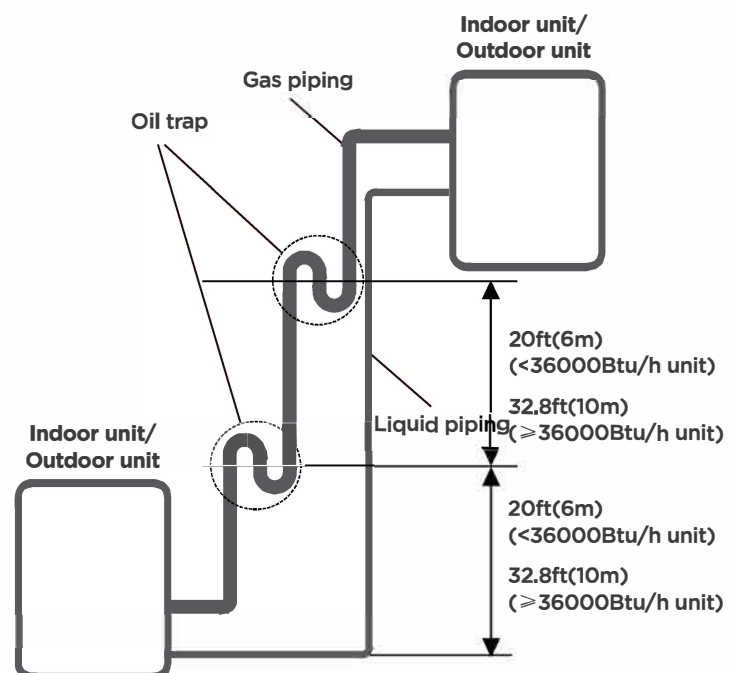 Indoor unit/
Outdoor unit
Gas piping
Oil trap
20ft(6m)
(<36000Btu/h unit)
32.8ft(10m)
(≥36000Btu/h unit)
Liquid piping
Indoor unit/
Outdoor unit
20ft(6m)
(<36000Btu/h unit)
32.8ft(10m)
(≥36000Btu/h unit)